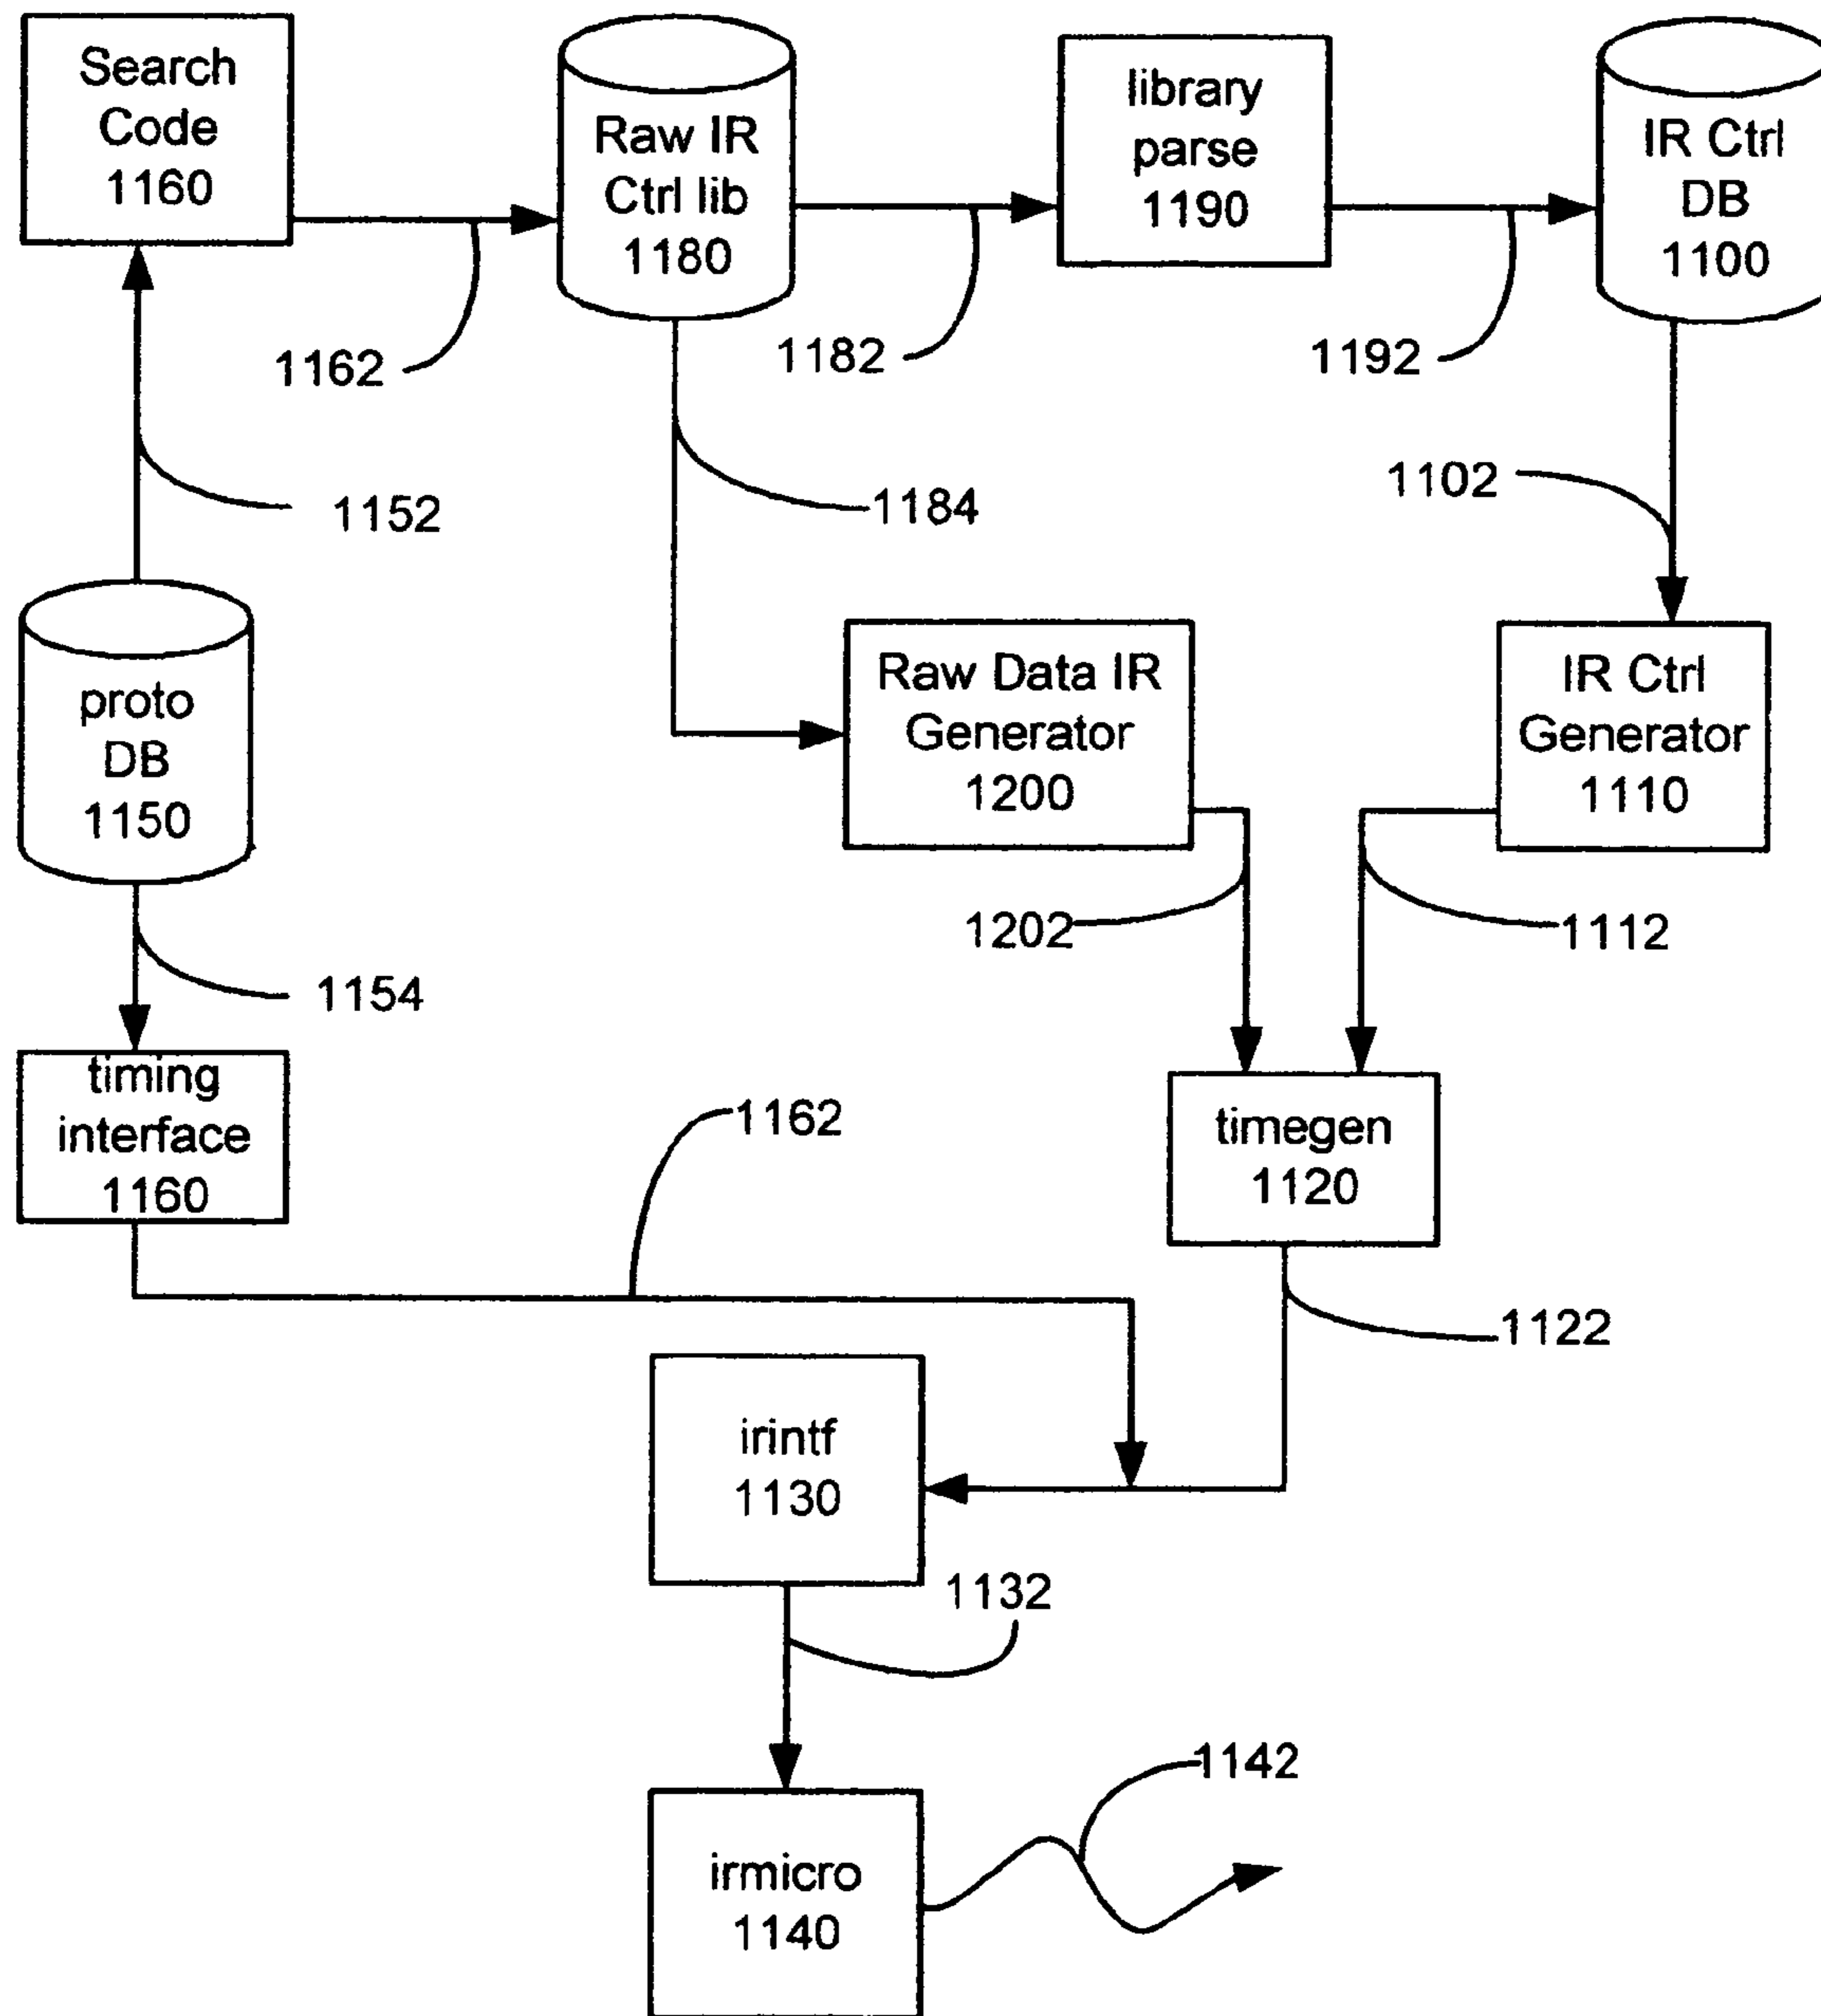 Search
Code
1160
Raw IR
Ctrl lib
1180
library
parse
1190
IR Ctrl
DB
1100
1162
1182
1192
1152
1184
1102
proto
DB
1150
Raw Data IR
Generator
1200
IR Ctrl
Generator
1110
1202
1112
1154
timing
interface
1160
1162
timegen
1120
1122
irintf
1130
1132
1142
irmicro
1140